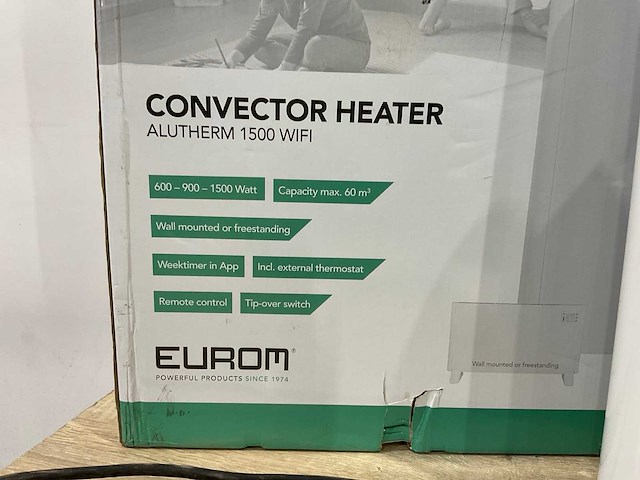 CONVECTOR HEATER
ALUTHERM 1500 WIFI
600 – 900 – 1500 Watt
Capacity max. 60 m³
Wall mounted or freestanding
Weektimer in App
Incl. external thermostat
Remote control
Tip-over switch
EUROM®
POWERFUL PRODUCTS SINCE 1974
Wall mounted or freestanding